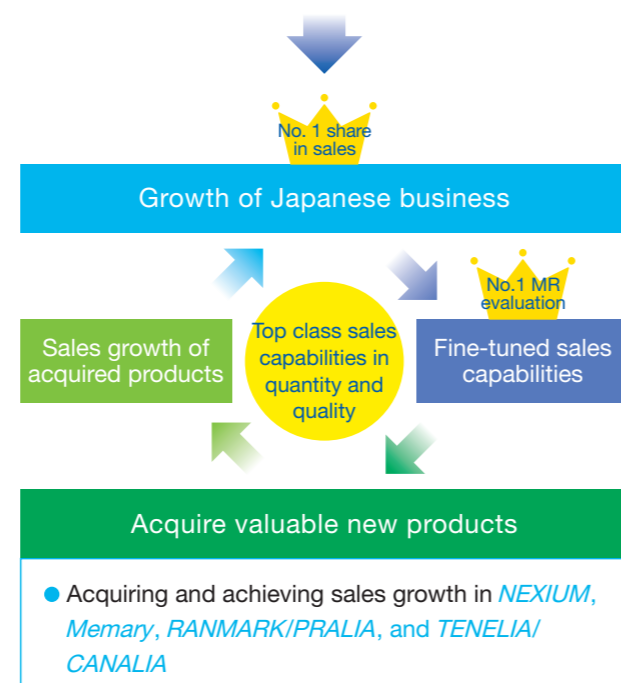 No. 1 share
in sales
Growth of Japanese business
No.1 MR
evaluation
Sales growth of
acquired products
Top class sales
capabilities in
quantity and
quality
Fine-tuned sales
capabilities
Acquire valuable new products
● Acquiring and achieving sales growth in NEXIUM,
Memary, RANMARK/PRALIA, and TENELIA/
CANALIA